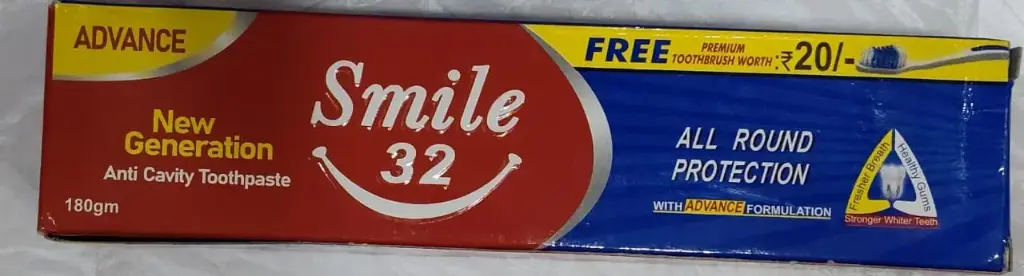 ADVANCE
New
Generation
Anti Cavity Toothpaste
180gm
Smile
32
FREE PREMIUM
TOOTHBRUSH WORTH :₹20/-
ALL ROUND
PROTECTION
WITH ADVANCE FORMULATION
Fresher Breath
Healthy Gums
Stronger Whiter Teeth